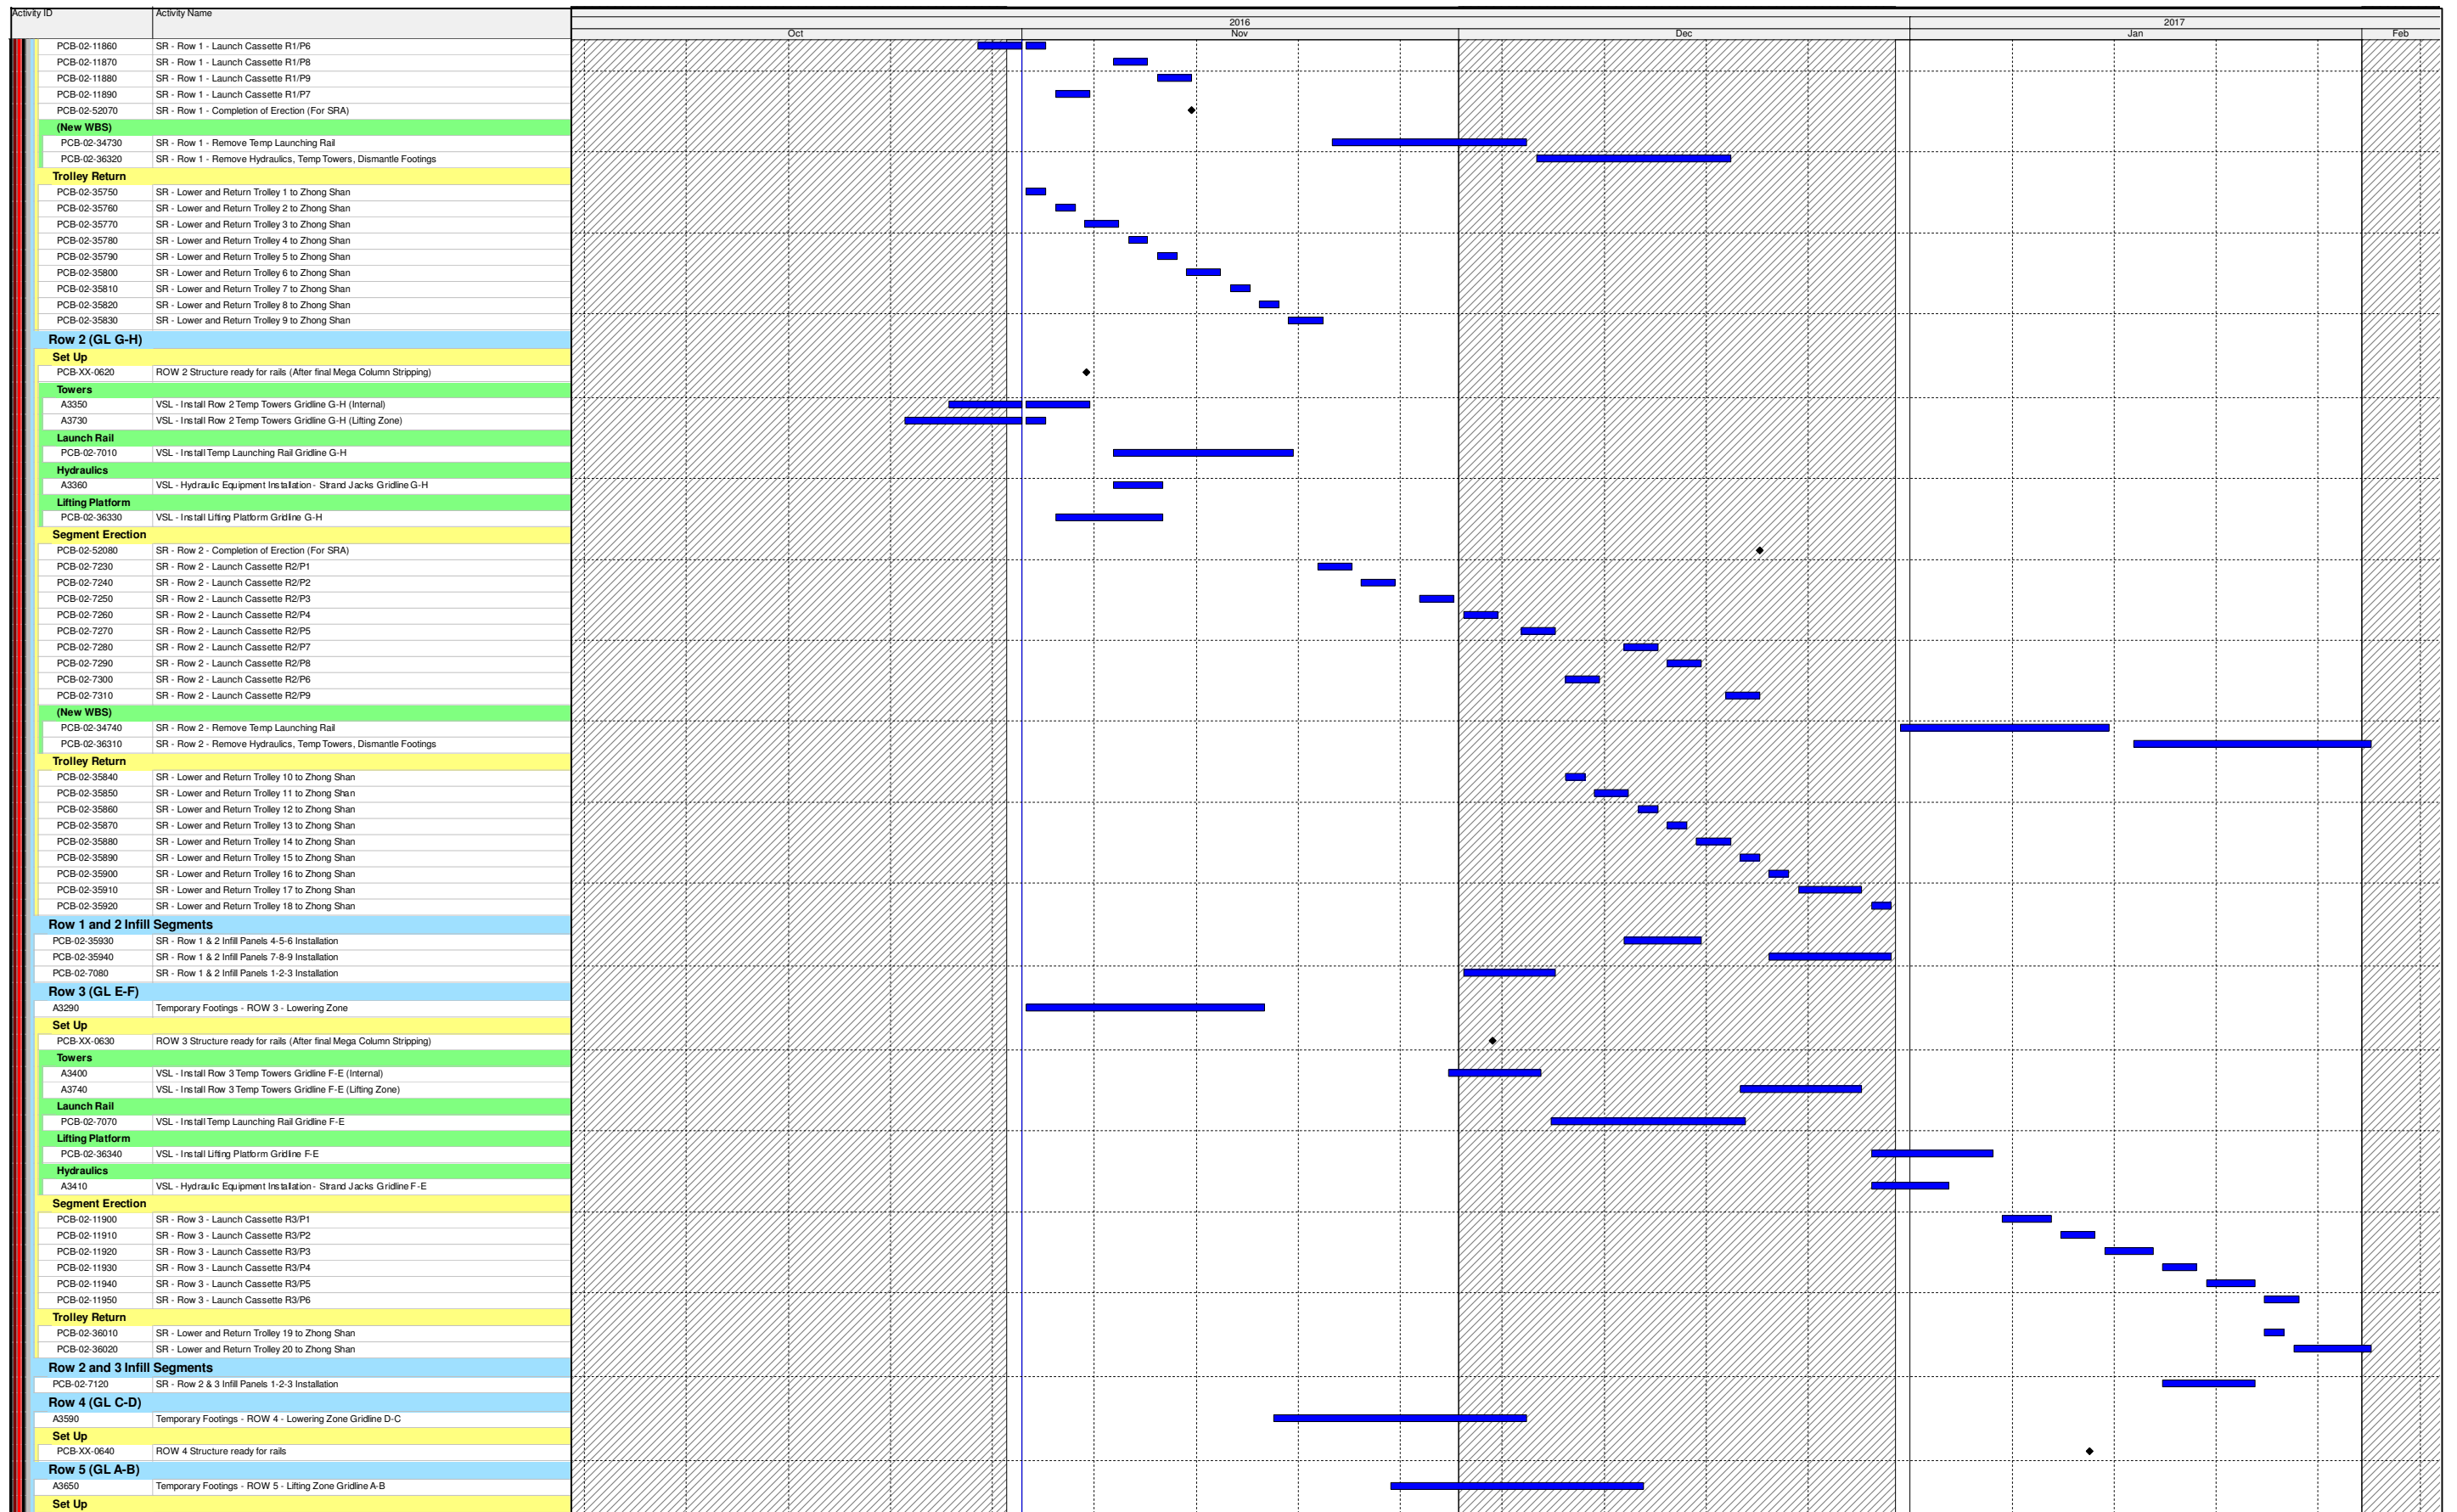 Activity ID Activity Name
2016 2017
Oct Nov Dec Jan Feb
PCB-02-11860 SR - Row 1 - Launch Cassette R1/P6
PCB-02-11870 SR - Row 1 - Launch Cassette R1/P8
PCB-02-11880 SR - Row 1 - Launch Cassette R1/P9
PCB-02-11890 SR - Row 1 - Launch Cassette R1/P7
PCB-02-52070 SR - Row 1 - Completion of Erection (For SRA)
(New WBS)
PCB-02-34730 SR - Row 1 - Remove Temp Launching Rail
PCB-02-36320 SR - Row 1 - Remove Hydraulics, Temp Towers, Dismantle Footings
Trolley Return
PCB-02-35750 SR - Lower and Return Trolley 1 to Zhong Shan
PCB-02-35760 SR - Lower and Return Trolley 2 to Zhong Shan
PCB-02-35770 SR - Lower and Return Trolley 3 to Zhong Shan
PCB-02-35780 SR - Lower and Return Trolley 4 to Zhong Shan
PCB-02-35790 SR - Lower and Return Trolley 5 to Zhong Shan
PCB-02-35800 SR - Lower and Return Trolley 6 to Zhong Shan
PCB-02-35810 SR - Lower and Return Trolley 7 to Zhong Shan
PCB-02-35820 SR - Lower and Return Trolley 8 to Zhong Shan
PCB-02-35830 SR - Lower and Return Trolley 9 to Zhong Shan
Row 2 (GL G-H)
Set Up
PCB-XX-0620 ROW 2 Structure ready for rails (After final Mega Column Stripping)
Towers
A3350 VSL - Install Row 2 Temp Towers Gridline G-H (Internal)
A3730 VSL - Install Row 2 Temp Towers Gridline G-H (Lifting Zone)
Launch Rail
PCB-02-7010 VSL - Install Temp Launching Rail Gridline G-H
Hydraulics
A3360 VSL - Hydraulic Equipment Installation - Strand Jacks Gridline G-H
Lifting Platform
PCB-02-36330 VSL - Install Lifting Platform Gridline G-H
Segment Erection
PCB-02-52080 SR - Row 2 - Completion of Erection (For SRA)
PCB-02-7230 SR - Row 2 - Launch Cassette R2/P1
PCB-02-7240 SR - Row 2 - Launch Cassette R2/P2
PCB-02-7250 SR - Row 2 - Launch Cassette R2/P3
PCB-02-7260 SR - Row 2 - Launch Cassette R2/P4
PCB-02-7270 SR - Row 2 - Launch Cassette R2/P5
PCB-02-7280 SR - Row 2 - Launch Cassette R2/P7
PCB-02-7290 SR - Row 2 - Launch Cassette R2/P8
PCB-02-7300 SR - Row 2 - Launch Cassette R2/P6
PCB-02-7310 SR - Row 2 - Launch Cassette R2/P9
(New WBS)
PCB-02-34740 SR - Row 2 - Remove Temp Launching Rail
PCB-02-36310 SR - Row 2 - Remove Hydraulics, Temp Towers, Dismantle Footings
Trolley Return
PCB-02-35840 SR - Lower and Return Trolley 10 to Zhong Shan
PCB-02-35850 SR - Lower and Return Trolley 11 to Zhong Shan
PCB-02-35860 SR - Lower and Return Trolley 12 to Zhong Shan
PCB-02-35870 SR - Lower and Return Trolley 13 to Zhong Shan
PCB-02-35880 SR - Lower and Return Trolley 14 to Zhong Shan
PCB-02-35890 SR - Lower and Return Trolley 15 to Zhong Shan
PCB-02-35900 SR - Lower and Return Trolley 16 to Zhong Shan
PCB-02-35910 SR - Lower and Return Trolley 17 to Zhong Shan
PCB-02-35920 SR - Lower and Return Trolley 18 to Zhong Shan
Row 1 and 2 Infill Segments
PCB-02-35930 SR - Row 1 & 2 Infill Panels 4-5-6 Installation
PCB-02-35940 SR - Row 1 & 2 Infill Panels 7-8-9 Installation
PCB-02-7080 SR - Row 1 & 2 Infill Panels 1-2-3 Installation
Row 3 (GL E-F)
A3290 Temporary Footings - ROW 3 - Lowering Zone
Set Up
PCB-XX-0630 ROW 3 Structure ready for rails (After final Mega Column Stripping)
Towers
A3400 VSL - Install Row 3 Temp Towers Gridline F-E (Internal)
A3740 VSL - Install Row 3 Temp Towers Gridline F-E (Lifting Zone)
Launch Rail
PCB-02-7070 VSL - Install Temp Launching Rail Gridline F-E
Lifting Platform
PCB-02-36340 VSL - Install Lifting Platform Gridline F-E
Hydraulics
A3410 VSL - Hydraulic Equipment Installation - Strand Jacks Gridline F-E
Segment Erection
PCB-02-11900 SR - Row 3 - Launch Cassette R3/P1
PCB-02-11910 SR - Row 3 - Launch Cassette R3/P2
PCB-02-11920 SR - Row 3 - Launch Cassette R3/P3
PCB-02-11930 SR - Row 3 - Launch Cassette R3/P4
PCB-02-11940 SR - Row 3 - Launch Cassette R3/P5
PCB-02-11950 SR - Row 3 - Launch Cassette R3/P6
Trolley Return
PCB-02-36010 SR - Lower and Return Trolley 19 to Zhong Shan
PCB-02-36020 SR - Lower and Return Trolley 20 to Zhong Shan
Row 2 and 3 Infill Segments
PCB-02-7120 SR - Row 2 & 3 Infill Panels 1-2-3 Installation
Row 4 (GL C-D)
A3590 Temporary Footings - ROW 4 - Lowering Zone Gridline D-C
Set Up
PCB-XX-0640 ROW 4 Structure ready for rails
Row 5 (GL A-B)
A3650 Temporary Footings - ROW 5 - Lifting Zone Gridline A-B
Set Up